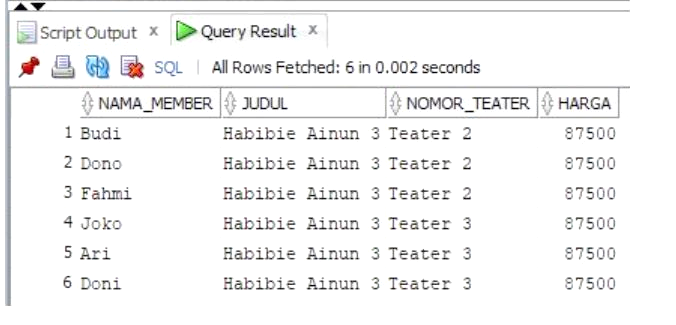 Script Output x Query Result x
SQL | All Rows Fetched: 6 in 0.002 seconds
NAMA_MEMBER JUDUL NOMOR_TEATER HARGA
1 Budi Habibie Ainun 3 Teater 2 87500
2 Dono Habibie Ainun 3 Teater 2 87500
3 Fahmi Habibie Ainun 3 Teater 2 87500
4 Joko Habibie Ainun 3 Teater 3 87500
5 Ari Habibie Ainun 3 Teater 3 87500
6 Doni Habibie Ainun 3 Teater 3 87500